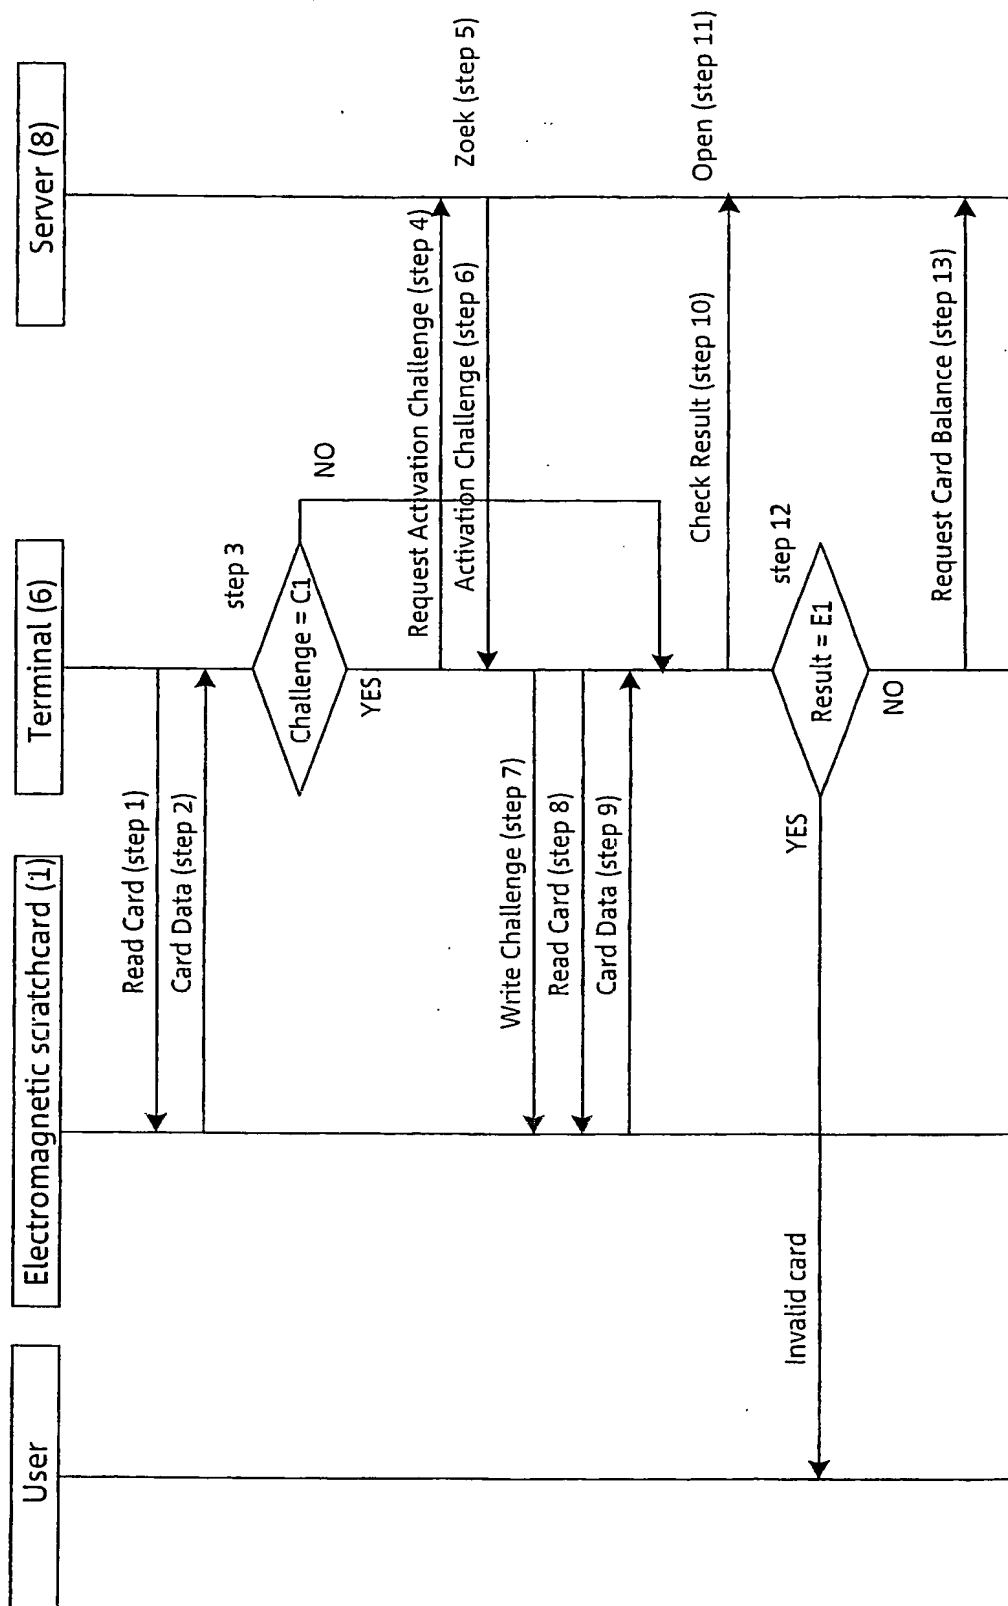 User
Electromagnetic scratchcard (1)
Terminal (6)
Server (8)
Read Card (step 1)
Card Data (step 2)
step 3
Challenge = C1
NO
YES
Request Activation Challenge (step 4)
Zoek (step 5)
Activation Challenge (step 6)
Write Challenge (step 7)
Read Card (step 8)
Card Data (step 9)
Check Result (step 10)
Open (step 11)
step 12
Result = E1
YES
Invalid card
NO
Request Card Balance (step 13)